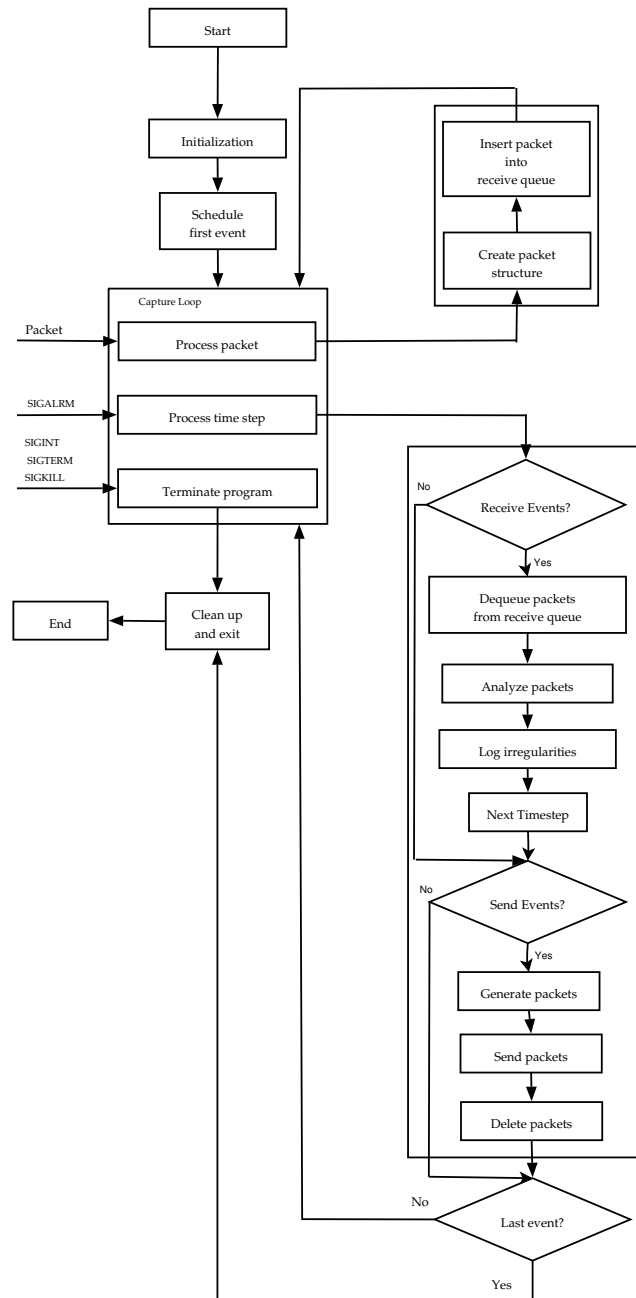 Start
Initialization
Schedule
first event
Insert packet
into
receive queue
Create packet
structure
Capture Loop
Packet
Process packet
SIGALRM
Process time step
SIGINT
SIGTERM
SIGKILL
Terminate program
End
Clean up
and exit
No
Receive Events?
Yes
Dequeue packets
from receive queue
Analyze packets
Log irregularities
Next Timestep
No
Send Events?
Yes
Generate packets
Send packets
Delete packets
No
Last event?
Yes